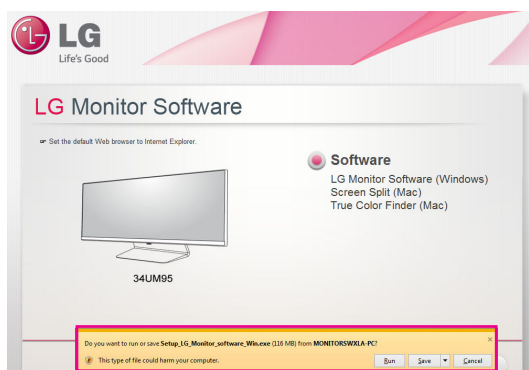 LG
Life's Good
LG Monitor Software
☞ Set the default Web browser to Internet Explorer.
34UM95
Software
LG Monitor Software (Windows)
Screen Split (Mac)
True Color Finder (Mac)
Do you want to run or save Setup_LG_Monitor_software_Win.exe (116 MB) from MONITORSWXLA-PC?
×
This type of file could harm your computer.
Run Save ▼ Cancel